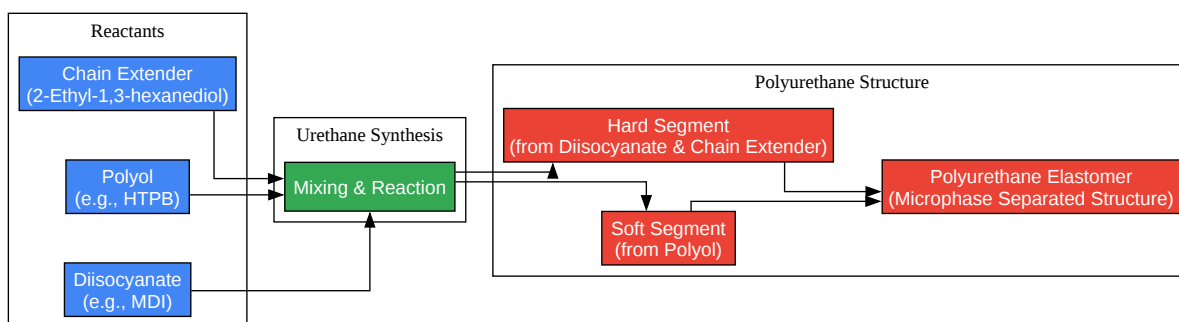 Reactants
Chain Extender
(2-Ethyl-1,3-hexanediol)
Polyol
(e.g., HTPB)
Diisocyanate
(e.g., MDI)
Urethane Synthesis
Mixing & Reaction
Polyurethane Structure
Hard Segment
(from Diisocyanate & Chain Extender)
Soft Segment
(from Polyol)
Polyurethane Elastomer
(Microphase Separated Structure)